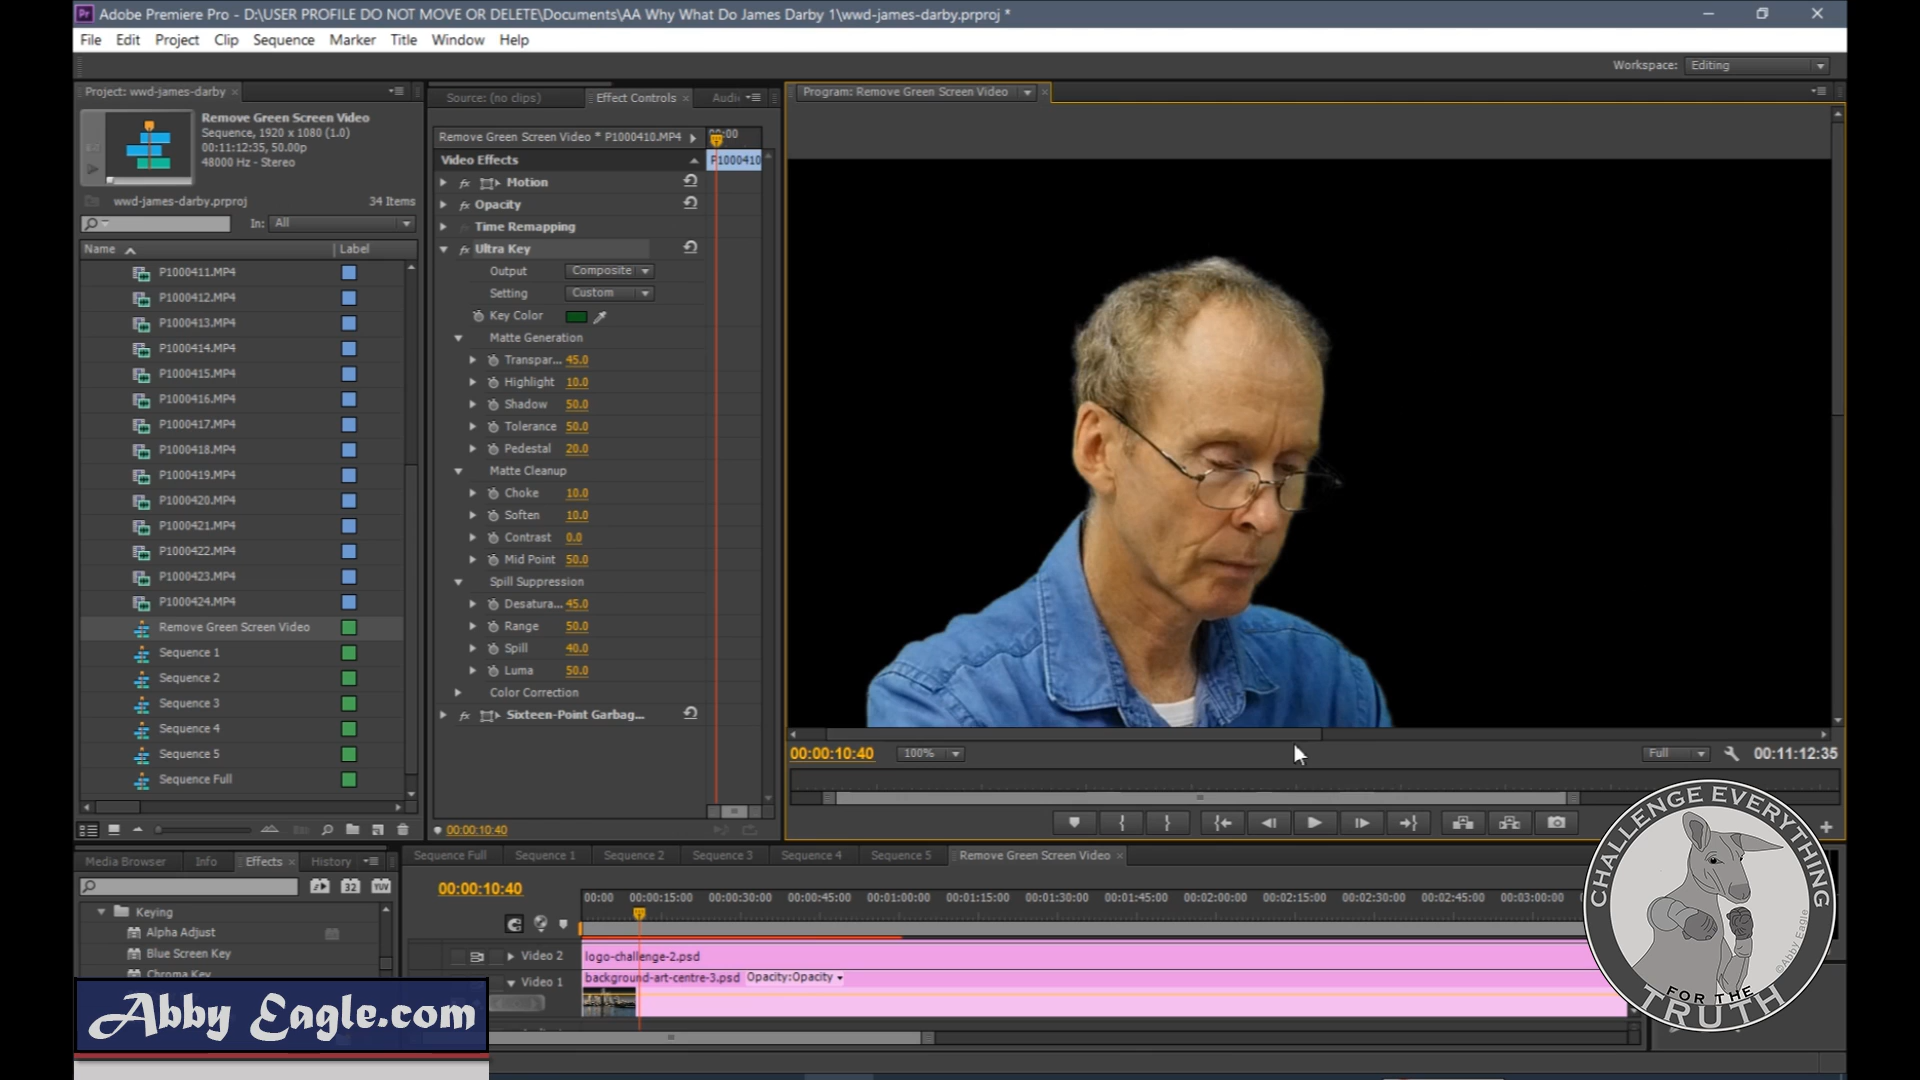 Adobe Premiere Pro - D:\USER PROFILE DO NOT MOVE OR DELETE\Documents\AA Why What Do James Darby 1\wwd-james-darby.prproj *
File Edit Project Clip Sequence Marker Title Window Help
Workspace: Editing
Project: wwd-james-darby
Remove Green Screen Video
Sequence, 1920 x 1080 (1.0)
00:11:12:35, 50.00p
48000 Hz - Stereo
wwd-james-darby.prproj 34 Items
In: All
Name Label
P1000411.MP4
P1000412.MP4
P1000413.MP4
P1000414.MP4
P1000415.MP4
P1000416.MP4
P1000417.MP4
P1000418.MP4
P1000419.MP4
P1000420.MP4
P1000421.MP4
P1000422.MP4
P1000423.MP4
P1000424.MP4
Remove Green Screen Video
Sequence 1
Sequence 2
Sequence 3
Sequence 4
Sequence 5
Sequence Full
Source: (no clips) Effect Controls Audi
Remove Green Screen Video * P1000410.MP4 00:00
Video Effects P1000410
fx Motion
fx Opacity
Time Remapping
fx Ultra Key
Output Composite
Setting Custom
Key Color
Matte Generation
Transpar... 45.0
Highlight 10.0
Shadow 50.0
Tolerance 50.0
Pedestal 20.0
Matte Cleanup
Choke 10.0
Soften 10.0
Contrast 0.0
Mid Point 50.0
Spill Suppression
Desatura... 45.0
Range 50.0
Spill 40.0
Luma 50.0
Color Correction
fx Sixteen-Point Garbag...
00:00:10:40
Program: Remove Green Screen Video
00:00:10:40 100% Full 00:11:12:35
Media Browser Info Effects History
32 YUV
Keying
Alpha Adjust
Blue Screen Key
Chroma Key
Sequence Full Sequence 1 Sequence 2 Sequence 3 Sequence 4 Sequence 5 Remove Green Screen Video
00:00:10:40
00:00 00:00:15:00 00:00:30:00 00:00:45:00 00:01:00:00 00:01:15:00 00:01:30:00 00:01:45:00 00:02:00:00 00:02:15:00 00:02:30:00 00:02:45:00 00:03:00:00
Video 2 logo-challenge-2.psd
Video 1 background-art-centre-3.psd Opacity:Opacity
Abby Eagle.com
CHALLENGE EVERYTHING
FOR THE
TRUTH
©Abby Eagle